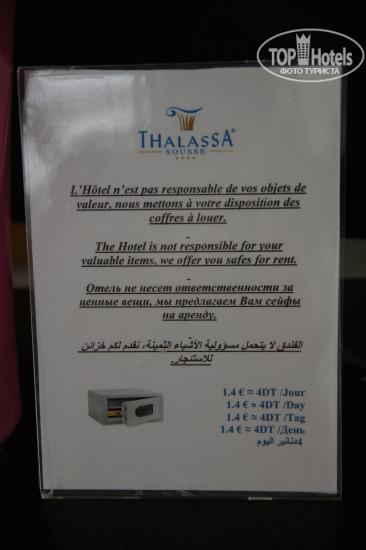 TOP Hotels
ФОТО ТУРИСТА
THALASSA
SOUSSE
L'Hôtel n'est pas responsable de vos objets de
valeur, nous mettons à votre disposition des
coffres à louer.
-
The Hotel is not responsible for your
valuable items, we offer you safes for rent.
-
Отель не несет ответственности за
ценные вещи, мы предлагаем Вам сейфы
на аренду.
-
الفندق لا يتحمل مسؤولية الأشياء الثمينة، نقدم لكم خزائن
للاستئجار.
1.4 € ≈ 4DT /Jour
1.4 € = 4DT /Day
1.4 € ≈ 4DT /Tag
1.4 € ≈ 4DT /День
4دنانير اليوم